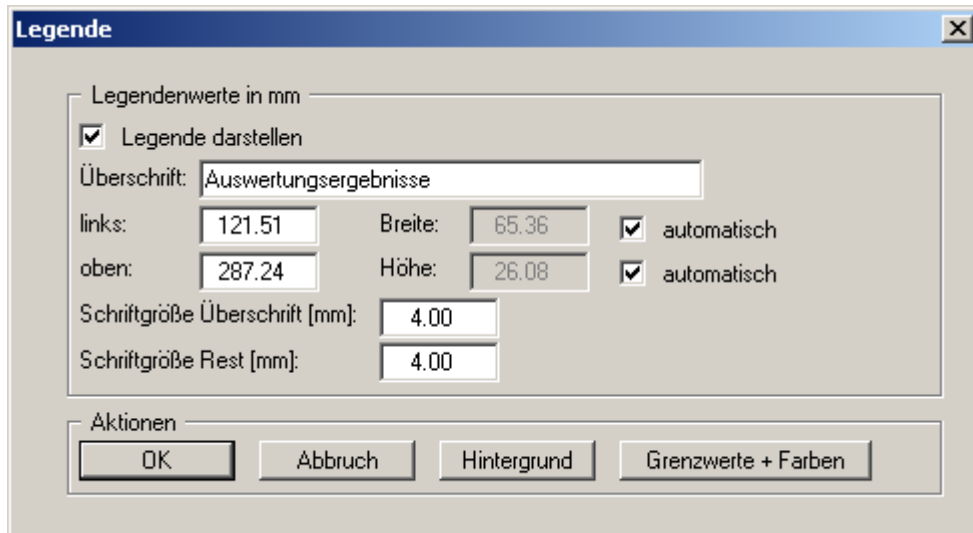 Legende
Legendenwerte in mm
Legende darstellen
Überschrift: Auswertungsergebnisse
links: 121.51 Breite: 65.36 automatisch
oben: 287.24 Höhe: 26.08 automatisch
Schriftgröße Überschrift [mm]: 4.00
Schriftgröße Rest [mm]: 4.00
Aktionen
OK Abbruch Hintergrund Grenzwerte + Farben